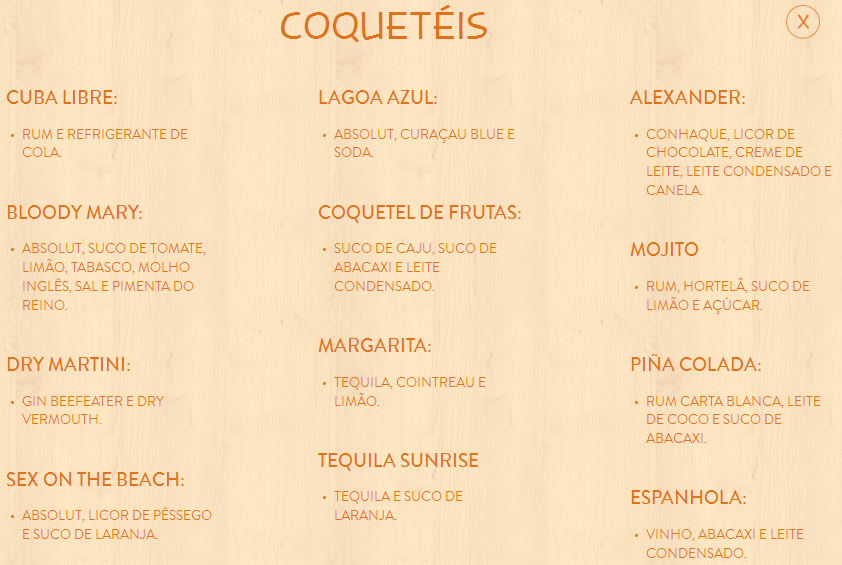 COQUETÉIS
X
CUBA LIBRE:
• RUM E REFRIGERANTE DE
COLA.
BLOODY MARY:
• ABSOLUT, SUCO DE TOMATE,
LIMÃO, TABASCO, MOLHO
INGLÊS, SAL E PIMENTA DO
REINO.
DRY MARTINI:
• GIN BEEFEATER E DRY
VERMOUTH.
SEX ON THE BEACH:
• ABSOLUT, LICOR DE PÊSSEGO
E SUCO DE LARANJA.
LAGOA AZUL:
• ABSOLUT, CURAÇAU BLUE E
SODA.
COQUETEL DE FRUTAS:
• SUCO DE CAJU, SUCO DE
ABACAXI E LEITE
CONDENSADO.
MARGARITA:
• TEQUILA, COINTREAU E
LIMÃO.
TEQUILA SUNRISE
• TEQUILA E SUCO DE
LARANJA.
ALEXANDER:
• CONHAQUE, LICOR DE
CHOCOLATE, CREME DE
LEITE, LEITE CONDENSADO E
CANELA.
MOJITO
• RUM, HORTELÃ, SUCO DE
LIMÃO E AÇÚCAR.
PIÑA COLADA:
• RUM CARTA BLANCA, LEITE
DE COCO E SUCO DE
ABACAXI.
ESPANHOLA:
• VINHO, ABACAXI E LEITE
CONDENSADO.